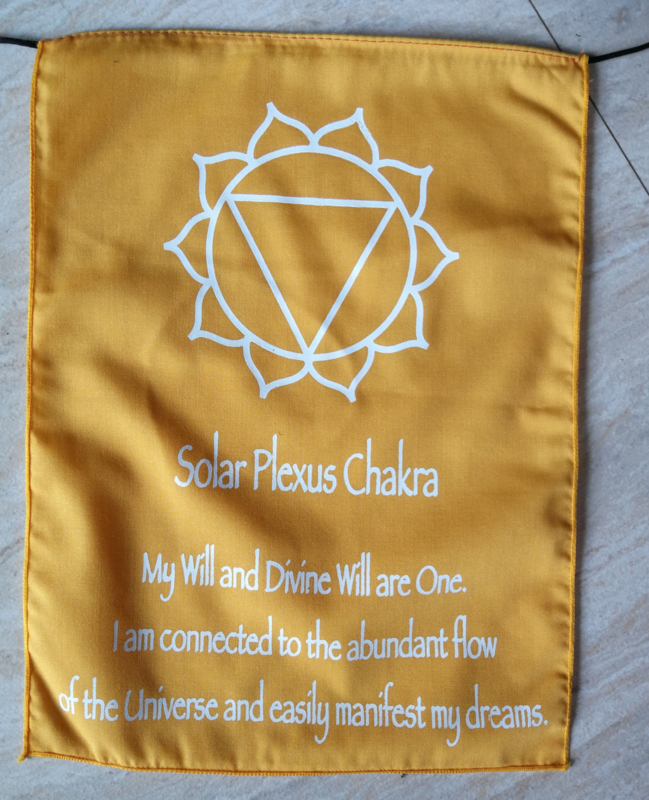 Solar Plexus Chakra
My Will and Divine Will are One.
I am connected to the abundant flow
of the Universe and easily manifest my dreams.